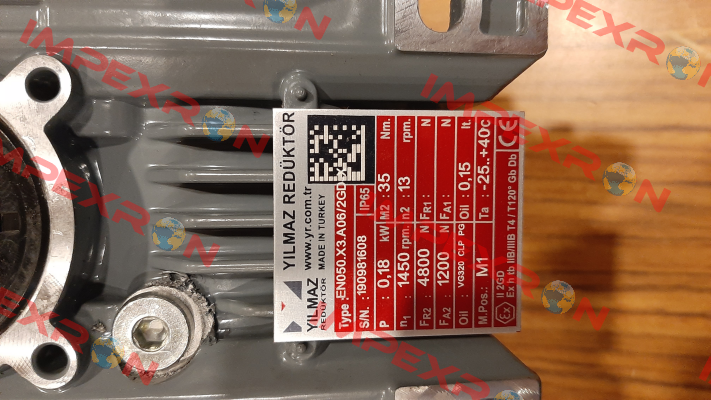 YILMAZ REDÜKTÖR
YILMAZ REDÜKTÖR
www.yr.com.tr
MADE IN TURKEY
Type : EN050.X3.A06/2GD
S/N. : 190981608 IP65
P : 0,18 kW M2 : 35 Nm.
n1 : 1450 rpm. n2 : 13 rpm.
FR2 : 4800 N FR1 : N
FA2 : 1200 N FA1 : N
Oil : VG320 CLP PG Oil : 0,15 lt.
M.Pos.: M1 Ta : -25..+40c
Ex II 2GD
Ex h tb IIB/IIIB T4 / T120° Gb Db CE
IMPEXRON